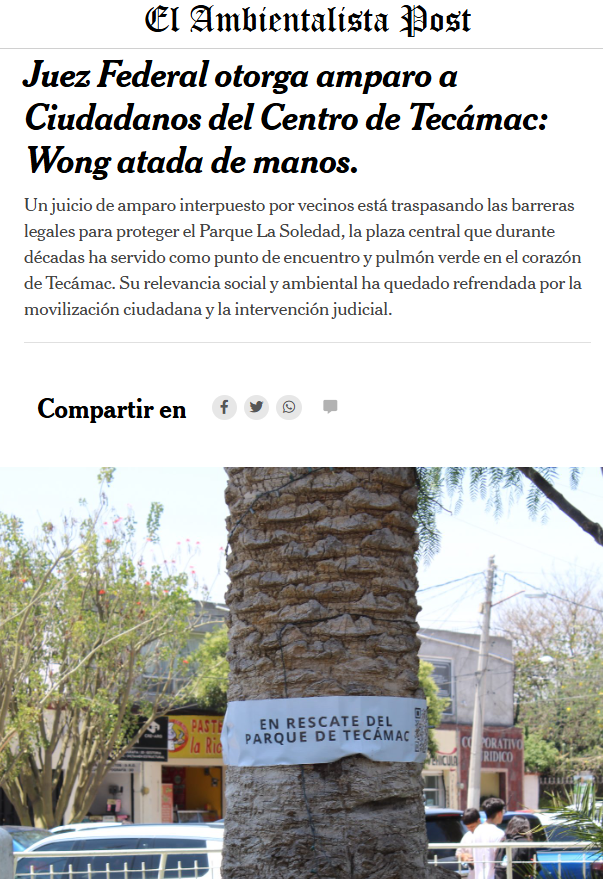 El Ambientalista Post
Juez Federal otorga amparo a
Ciudadanos del Centro de Tecámac:
Wong atada de manos.
Un juicio de amparo interpuesto por vecinos está traspasando las barreras
legales para proteger el Parque La Soledad, la plaza central que durante
décadas ha servido como punto de encuentro y pulmón verde en el corazón
de Tecámac. Su relevancia social y ambiental ha quedado refrendada por la
movilización ciudadana y la intervención judicial.
Compartir en
EN RESCATE DEL
PARQUE DE TECÁMAC
PASTE
la Ri